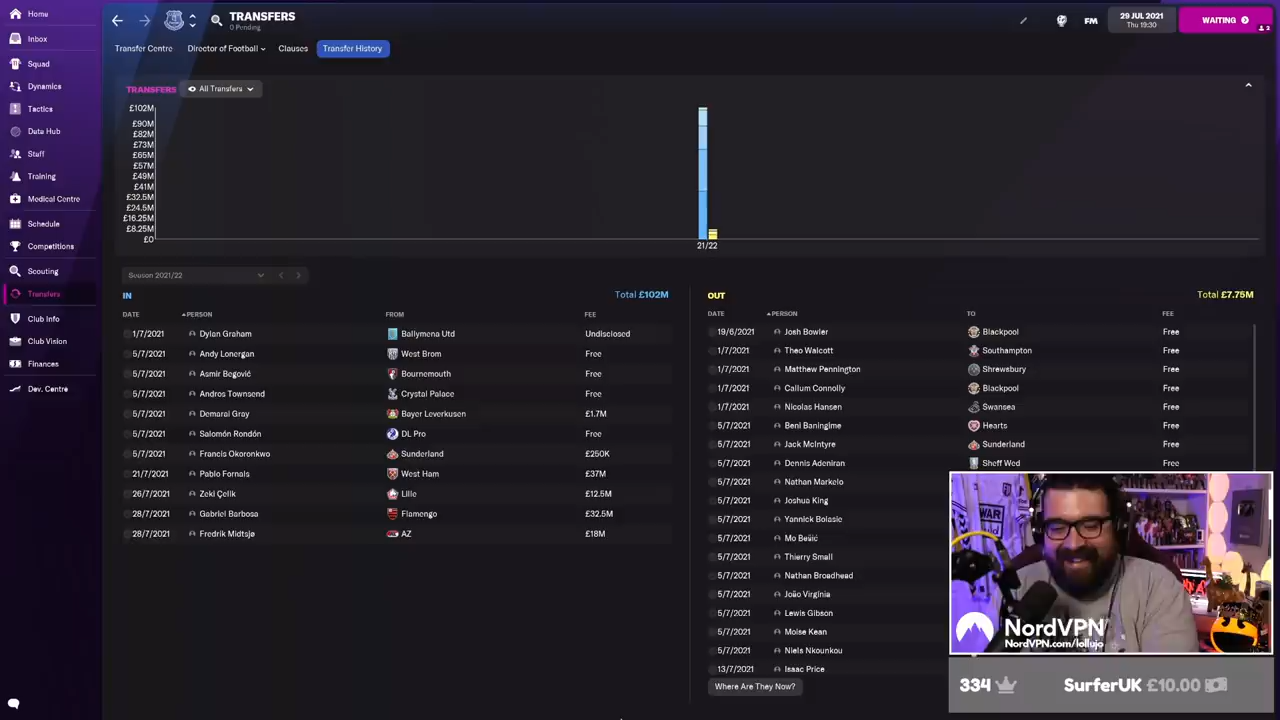 Home
Inbox
Squad
Dynamics
Tactics
Data Hub
Staff
Training
Medical Centre
Schedule
Competitions
Scouting
Transfers
Club Info
Club Vision
Finances
Dev. Centre
TRANSFERS
0 Pending
FM
29 JUL 2021
Thu 19:30
WAITING
2
Transfer Centre Director of Football Clauses Transfer History
TRANSFERS All Transfers
£102M
£90M
£82M
£73M
£65M
£57M
£49M
£41M
£32.5M
£24.5M
£16.25M
£8.25M
£0
21/22
Season 2021/22
IN Total £102M
DATE PERSON FROM FEE
1/7/2021 Dylan Graham Ballymena Utd Undisclosed
5/7/2021 Andy Lonergan West Brom Free
5/7/2021 Asmir Begović Bournemouth Free
5/7/2021 Andros Townsend Crystal Palace Free
5/7/2021 Demarai Gray Bayer Leverkusen £1.7M
5/7/2021 Salomón Rondón DL Pro Free
5/7/2021 Francis Okoronkwo Sunderland £250K
21/7/2021 Pablo Fornals West Ham £37M
26/7/2021 Zeki Çelik Lille £12.5M
28/7/2021 Gabriel Barbosa Flamengo £32.5M
28/7/2021 Fredrik Midtsjø AZ £18M
OUT Total £7.75M
DATE PERSON TO FEE
19/6/2021 Josh Bowler Blackpool Free
1/7/2021 Theo Walcott Southampton Free
1/7/2021 Matthew Pennington Shrewsbury Free
1/7/2021 Callum Connolly Blackpool Free
1/7/2021 Nicolas Hansen Swansea Free
5/7/2021 Beni Baningime Hearts Free
5/7/2021 Jack McIntyre Sunderland Free
5/7/2021 Dennis Adeniran Sheff Wed Free
5/7/2021 Nathan Markelo
5/7/2021 Joshua King
5/7/2021 Yannick Bolasie
5/7/2021 Mo Bešić
5/7/2021 Thierry Small
5/7/2021 Nathan Broadhead
5/7/2021 João Virgínia
5/7/2021 Lewis Gibson
5/7/2021 Moise Kean
5/7/2021 Niels Nkounkou
13/7/2021 Isaac Price
Where Are They Now?
WAR
NordVPN
NordVPN.com/lollujo
334 SurferUK £10.00